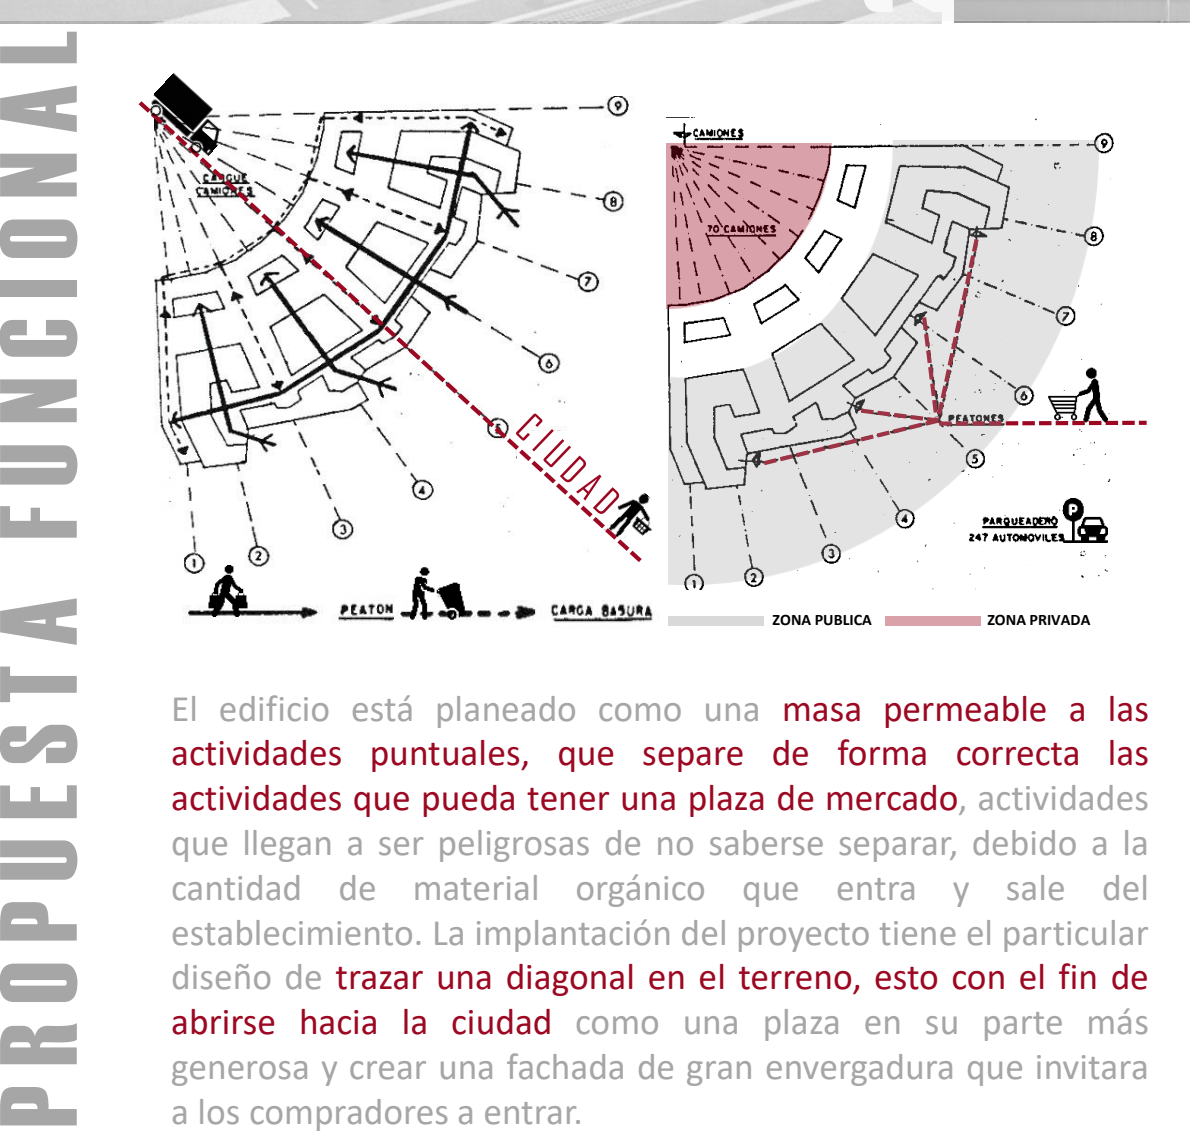 PROPUESTA FUNCIONAL
9
CARGUE
CAMIONES
8
7
6
5
CIUDAD
4
3
2
1
PEATON
CARGA BASURA
CAMIONES
9
70 CAMIONES
8
7
6
PEATONES
5
4
3
2
1
P
PARQUEADERO
247 AUTOMOVILES
ZONA PUBLICA
ZONA PRIVADA
El edificio está planeado como una masa permeable a las
actividades puntuales, que separe de forma correcta las
actividades que pueda tener una plaza de mercado, actividades
que llegan a ser peligrosas de no saberse separar, debido a la
cantidad de material orgánico que entra y sale del
establecimiento. La implantación del proyecto tiene el particular
diseño de trazar una diagonal en el terreno, esto con el fin de
abrirse hacia la ciudad como una plaza en su parte más
generosa y crear una fachada de gran envergadura que invitara
a los compradores a entrar.